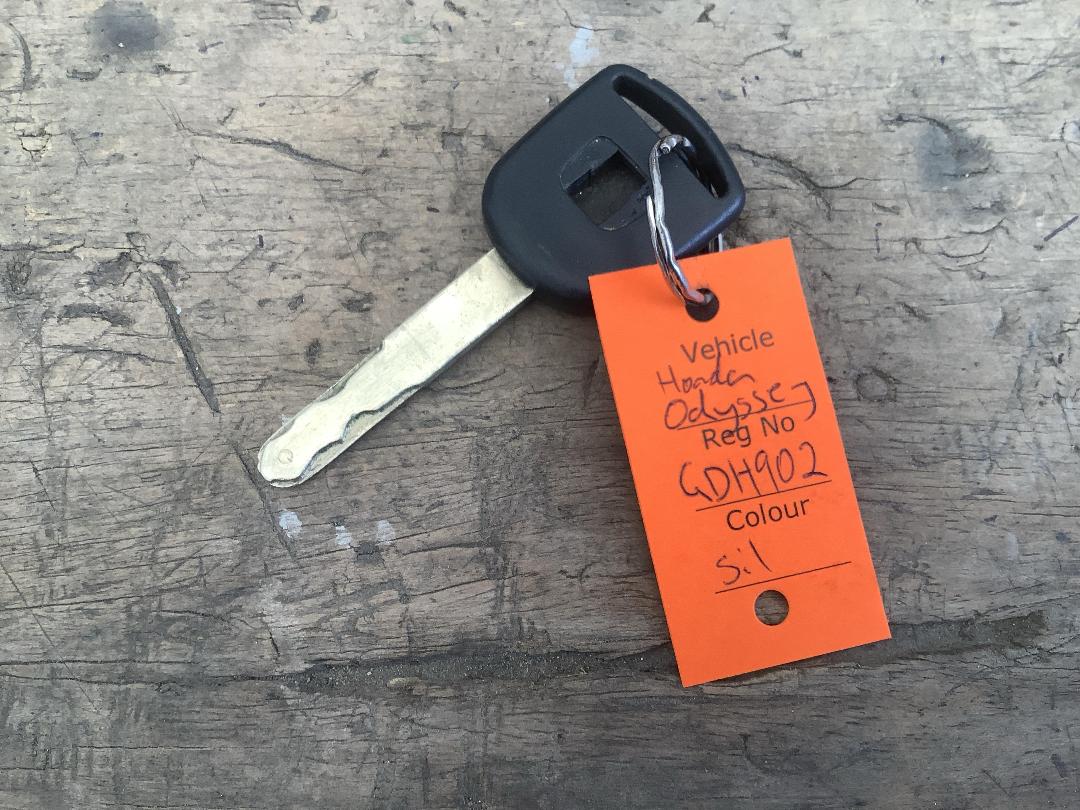 Vehicle
Honda
Odyssey
Reg No
GDH902
Colour
Sil